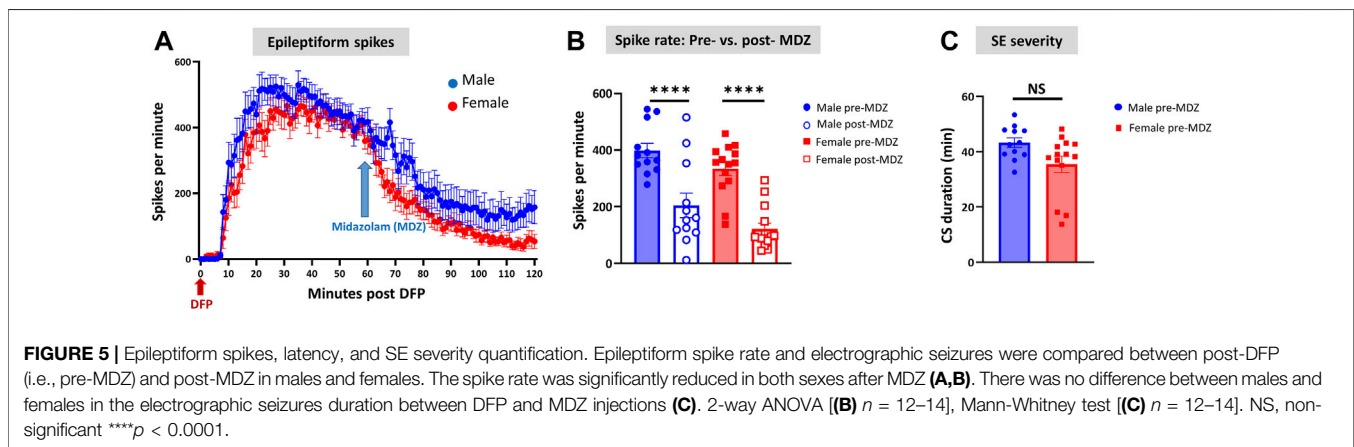 A
Epileptiform spikes
B
Spike rate: Pre- vs. post- MDZ
C
SE severity
Spikes per minute
600
400
200
0
Male
Female
Midazolam (MDZ)
0 10 20 30 40 50 60 70 80 90 100 110 120
Minutes post DFP
DFP
Spikes per minute
600
400
200
0
**** ****
Male pre-MDZ
Male post-MDZ
Female pre-MDZ
Female post-MDZ
CS duration (min)
60
40
20
0
NS
Male pre-MDZ
Female pre-MDZ
FIGURE 5 | Epileptiform spikes, latency, and SE severity quantification. Epileptiform spike rate and electrographic seizures were compared between post-DFP
(i.e., pre-MDZ) and post-MDZ in males and females. The spike rate was significantly reduced in both sexes after MDZ (A,B). There was no difference between males and
females in the electrographic seizures duration between DFP and MDZ injections (C). 2-way ANOVA [(B) n = 12–14], Mann-Whitney test [(C) n = 12–14]. NS, non-
significant ****p < 0.0001.